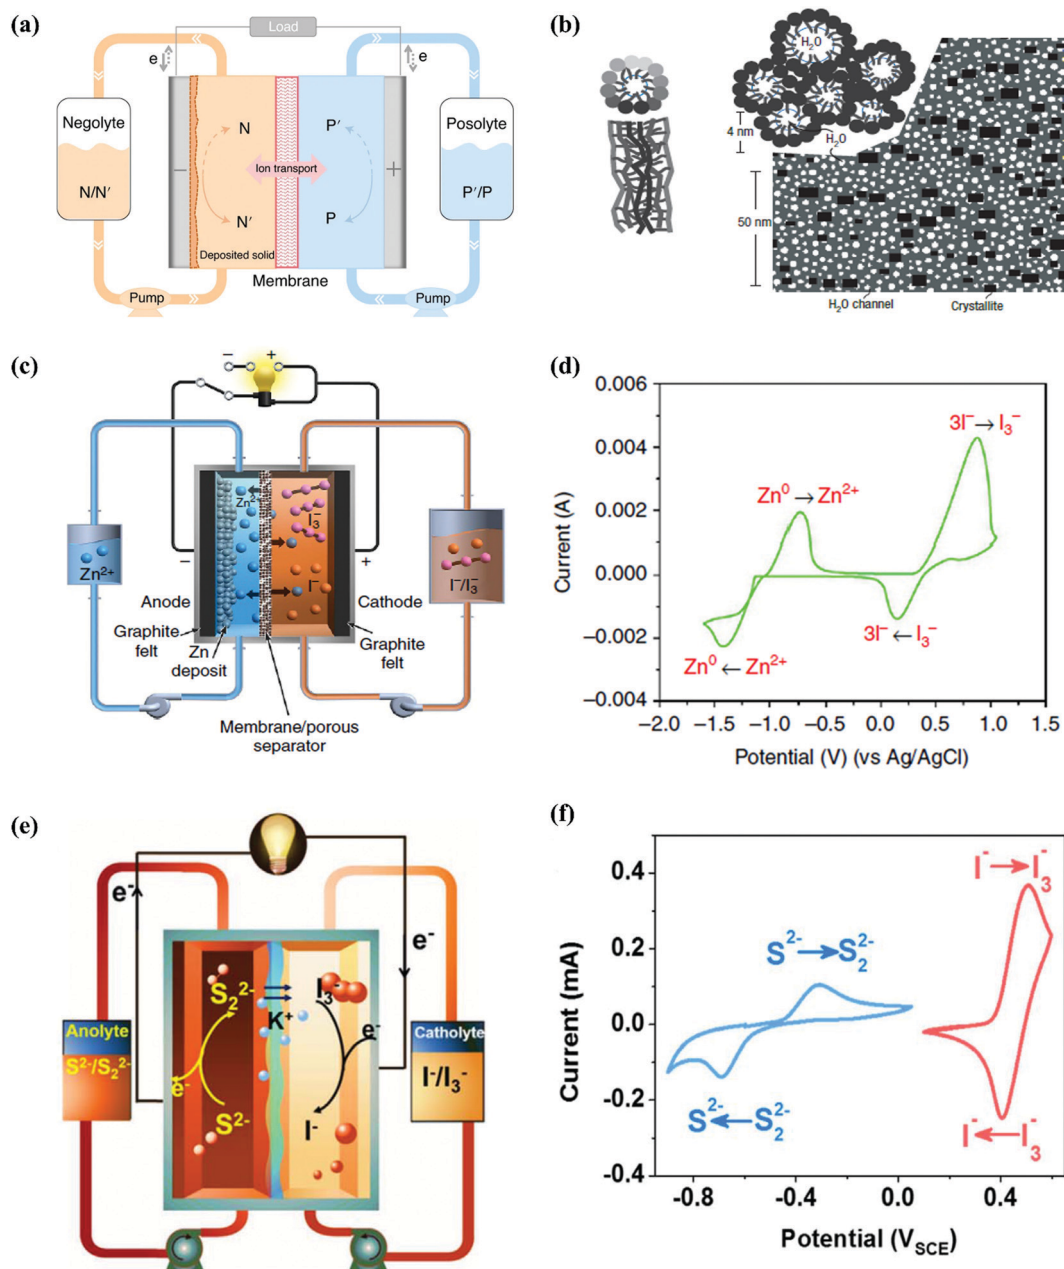 (a)
Load
e
e
Negolyte
N/N′
N
N′
Ion transport
P′
P
Posolyte
P′/P
−
+
Deposited solid
Membrane
Pump
Pump
(b)
H₂O
4 nm
H₂O
50 nm
H₂O channel
Crystallite
(c)
− +
Zn²⁺
I₃⁻
I⁻
Zn²⁺
I⁻/I₃⁻
− +
Anode
Cathode
Graphite felt
Zn deposit
Graphite felt
Membrane/porous
separator
(d)
0.006
0.004
0.002
0.000
−0.002
−0.004
Current (A)
3I⁻ → I₃⁻
Zn⁰ → Zn²⁺
3I⁻ ← I₃⁻
Zn⁰ ← Zn²⁺
−2.0 −1.5 −1.0 −0.5 0.0 0.5 1.0 1.5
Potential (V) (vs Ag/AgCl)
(e)
e⁻
e⁻
S₂²⁻
I₃⁻
K⁺
e⁻
Anolyte
S²⁻/S₂²⁻
e⁻
S²⁻
I⁻
Catholyte
I⁻/I₃⁻
(f)
0.4
0.2
0.0
-0.2
-0.4
Current (mA)
I⁻ → I₃⁻
S²⁻ → S₂²⁻
S²⁻ ← S₂²⁻
I⁻ ← I₃⁻
-0.8 -0.4 0.0 0.4
Potential (V_SCE)